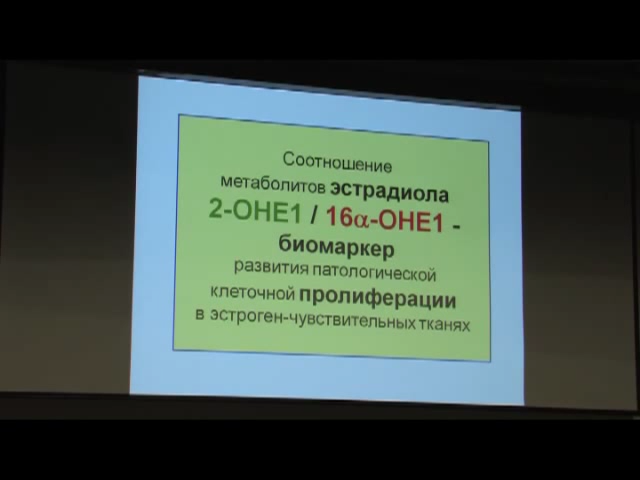 Соотношение
метаболитов эстрадиола
2-OHE1 / 16α-OHE1 -
биомаркер
развития патологической
клеточной пролиферации
в эстроген-чувствительных тканях